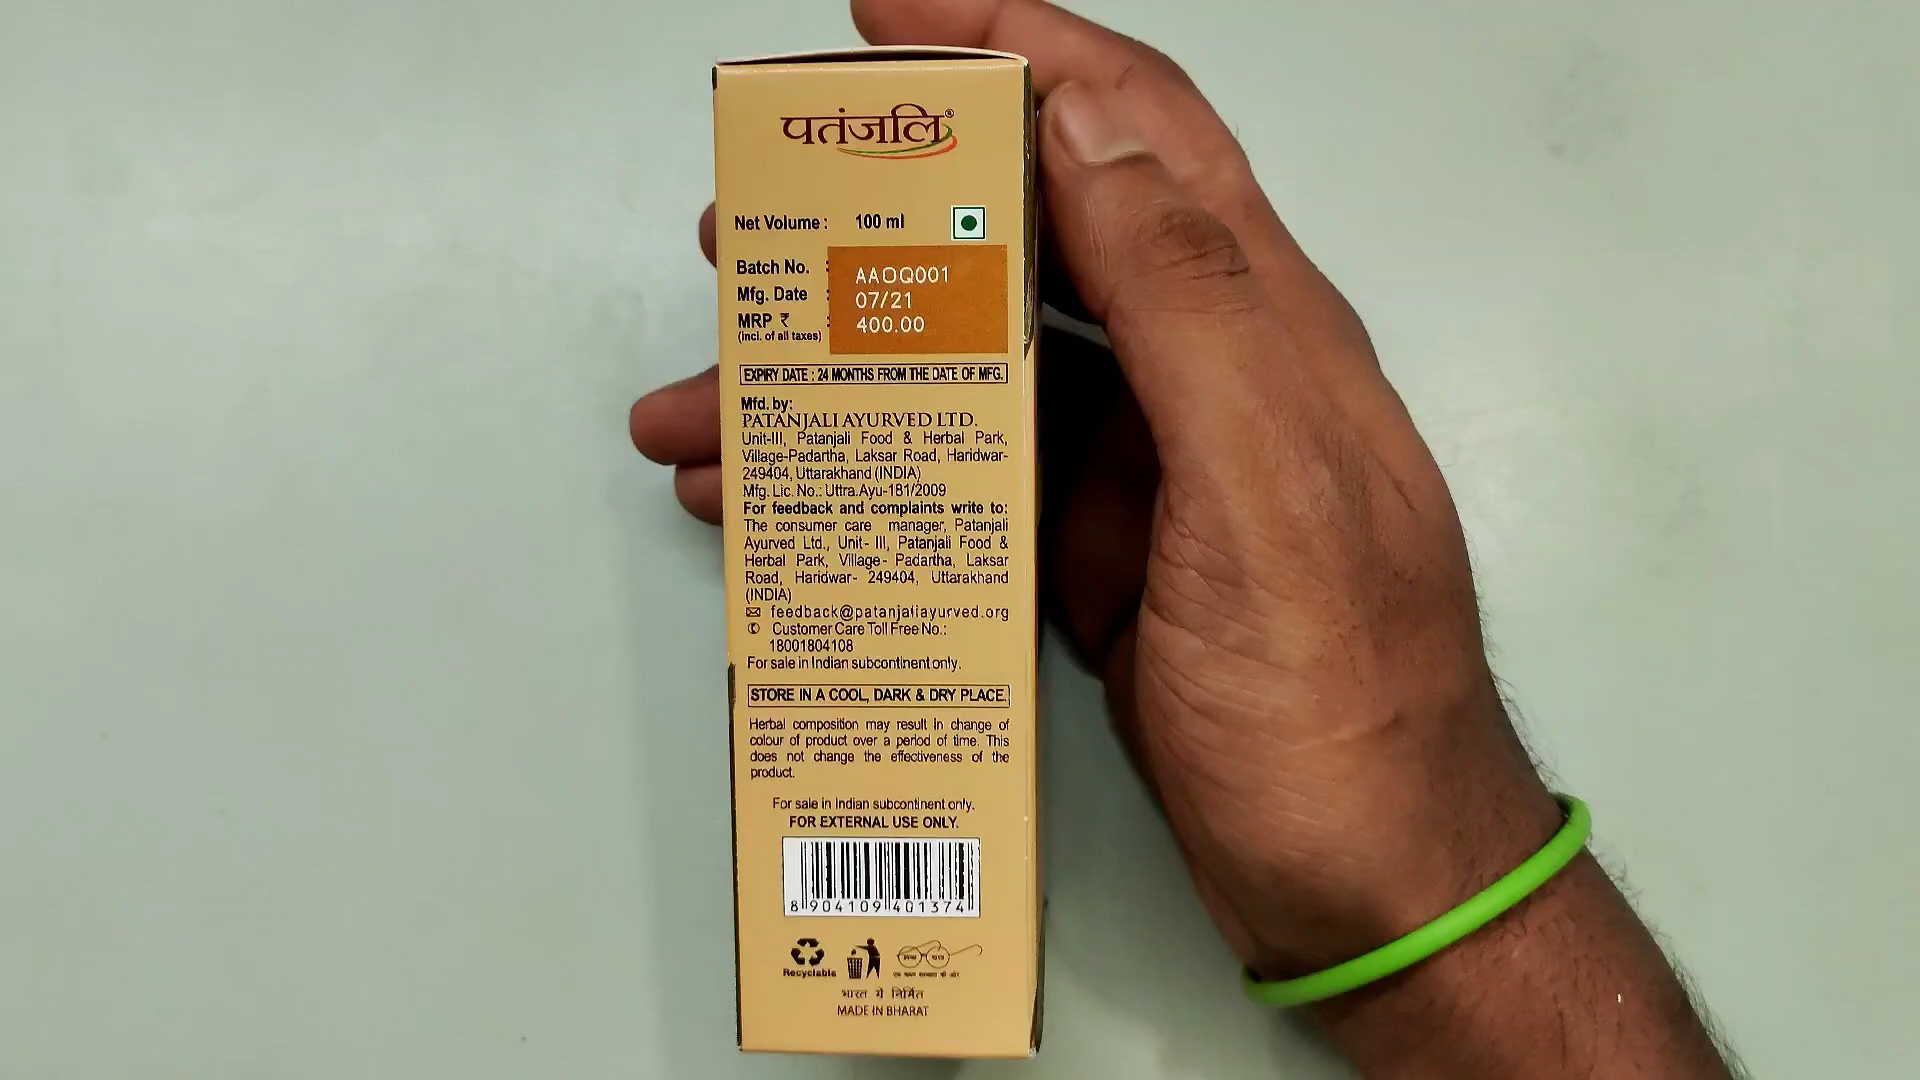 पतंजलि®
Net Volume : 100 ml
Batch No. : AAOQ001
Mfg. Date : 07/21
MRP ₹ : 400.00
(incl. of all taxes)
EXPIRY DATE : 24 MONTHS FROM THE DATE OF MFG.
Mfd. by:
PATANJALI AYURVED LTD.
Unit-III, Patanjali Food & Herbal Park,
Village-Padartha, Laksar Road, Haridwar-
249404, Uttarakhand (INDIA)
Mfg. Lic. No.: Uttra.Ayu-181/2009
For feedback and complaints write to:
The consumer care manager, Patanjali
Ayurved Ltd., Unit- III, Patanjali Food &
Herbal Park, Village- Padartha, Laksar
Road, Haridwar- 249404, Uttarakhand
(INDIA)
feedback@patanjaliayurved.org
Customer Care Toll Free No.:
18001804108
For sale in Indian subcontinent only.
STORE IN A COOL, DARK & DRY PLACE.
Herbal composition may result in change of
colour of product over a period of time. This
does not change the effectiveness of the
product.
For sale in Indian subcontinent only.
FOR EXTERNAL USE ONLY.
8 904109 401374
Recyclable
भारत में निर्मित
MADE IN BHARAT